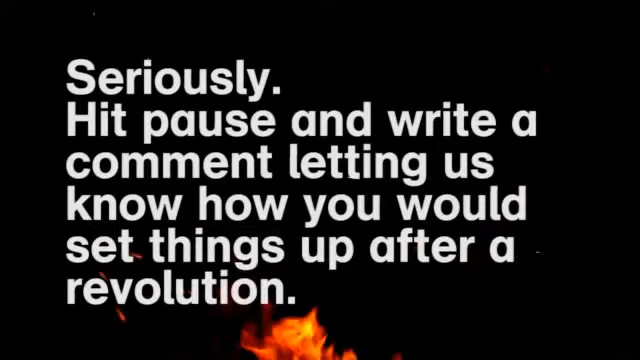 Seriously.
Hit pause and write a
comment letting us
know how you would
set things up after a
revolution.